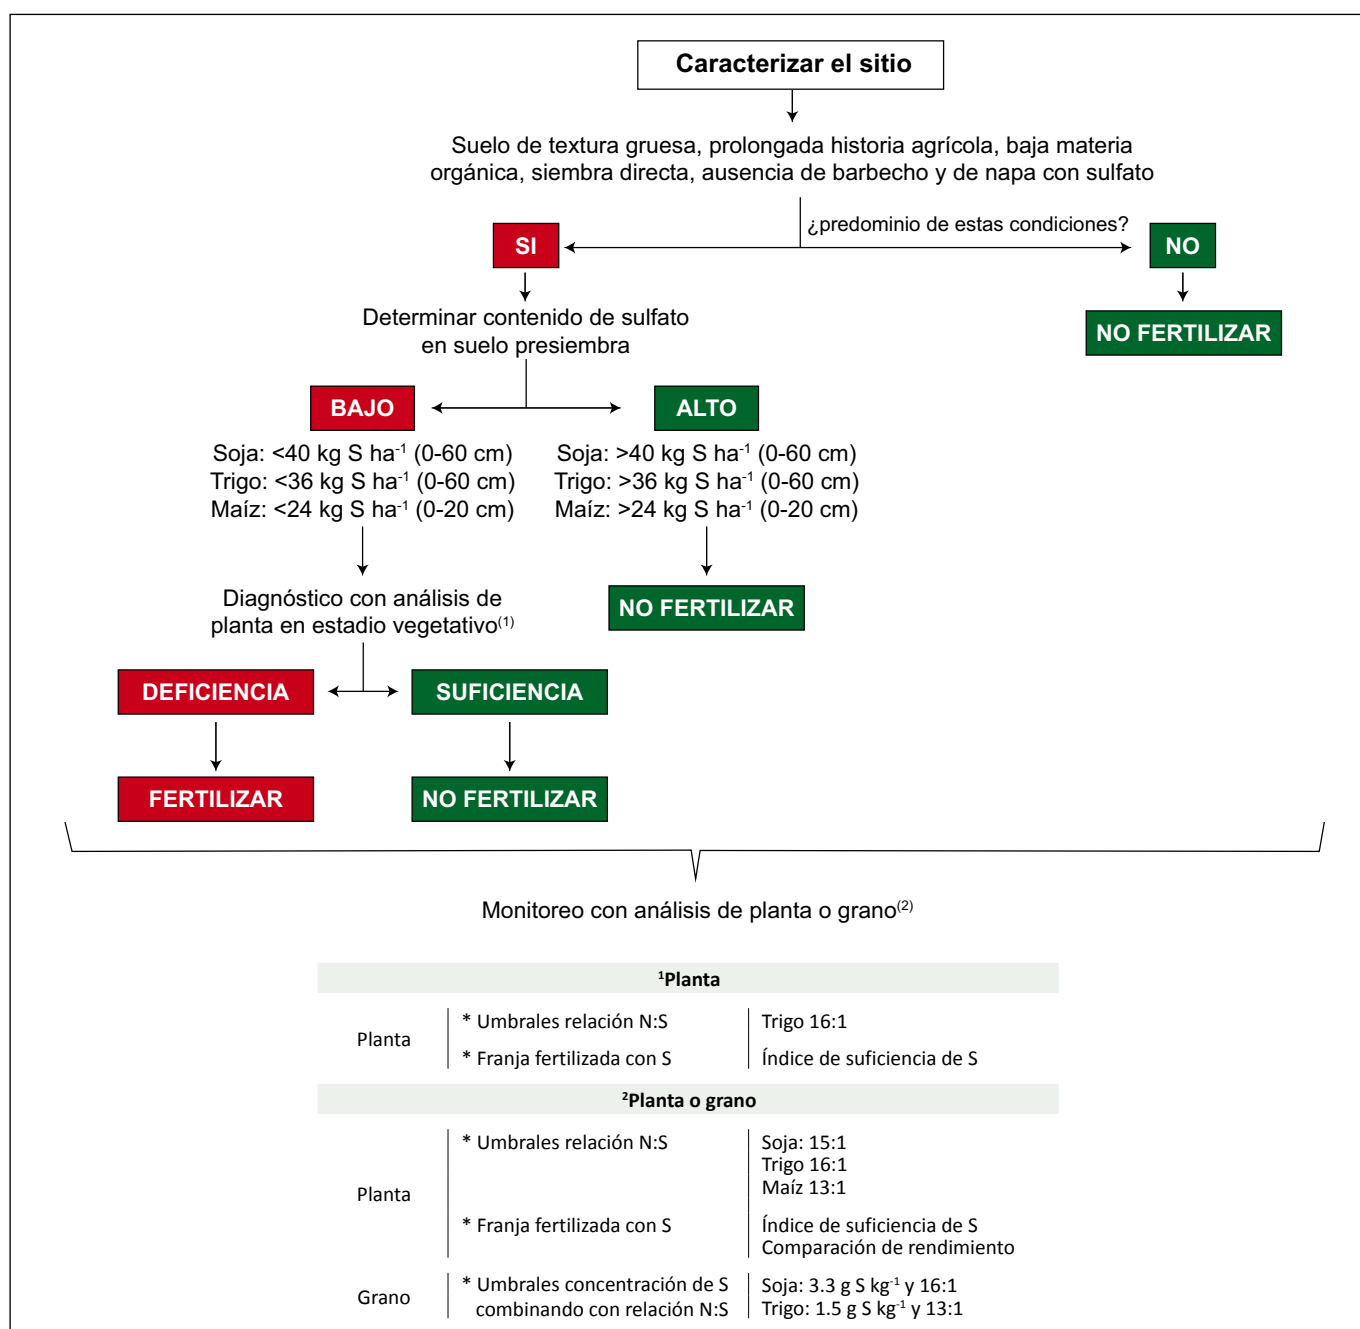 Caracterizar el sitio
Suelo de textura gruesa, prolongada historia agrícola, baja materia
orgánica, siembra directa, ausencia de barbecho y de napa con sulfato
¿predominio de estas condiciones?
SI
NO
Determinar contenido de sulfato
en suelo presiembra
NO FERTILIZAR
BAJO
ALTO
Soja: <40 kg S ha⁻¹ (0-60 cm)
Trigo: <36 kg S ha⁻¹ (0-60 cm)
Maíz: <24 kg S ha⁻¹ (0-20 cm)
Soja: >40 kg S ha⁻¹ (0-60 cm)
Trigo: >36 kg S ha⁻¹ (0-60 cm)
Maíz: >24 kg S ha⁻¹ (0-20 cm)
Diagnóstico con análisis de
planta en estadio vegetativo⁽¹⁾
NO FERTILIZAR
DEFICIENCIA
SUFICIENCIA
FERTILIZAR
NO FERTILIZAR
Monitoreo con análisis de planta o grano⁽²⁾
¹Planta
Planta
* Umbrales relación N:S
Trigo 16:1
* Franja fertilizada con S
Índice de suficiencia de S
²Planta o grano
Planta
* Umbrales relación N:S
Soja: 15:1
Trigo 16:1
Maíz 13:1
* Franja fertilizada con S
Índice de suficiencia de S
Comparación de rendimiento
Grano
* Umbrales concentración de S
combinando con relación N:S
Soja: 3.3 g S kg⁻¹ y 16:1
Trigo: 1.5 g S kg⁻¹ y 13:1